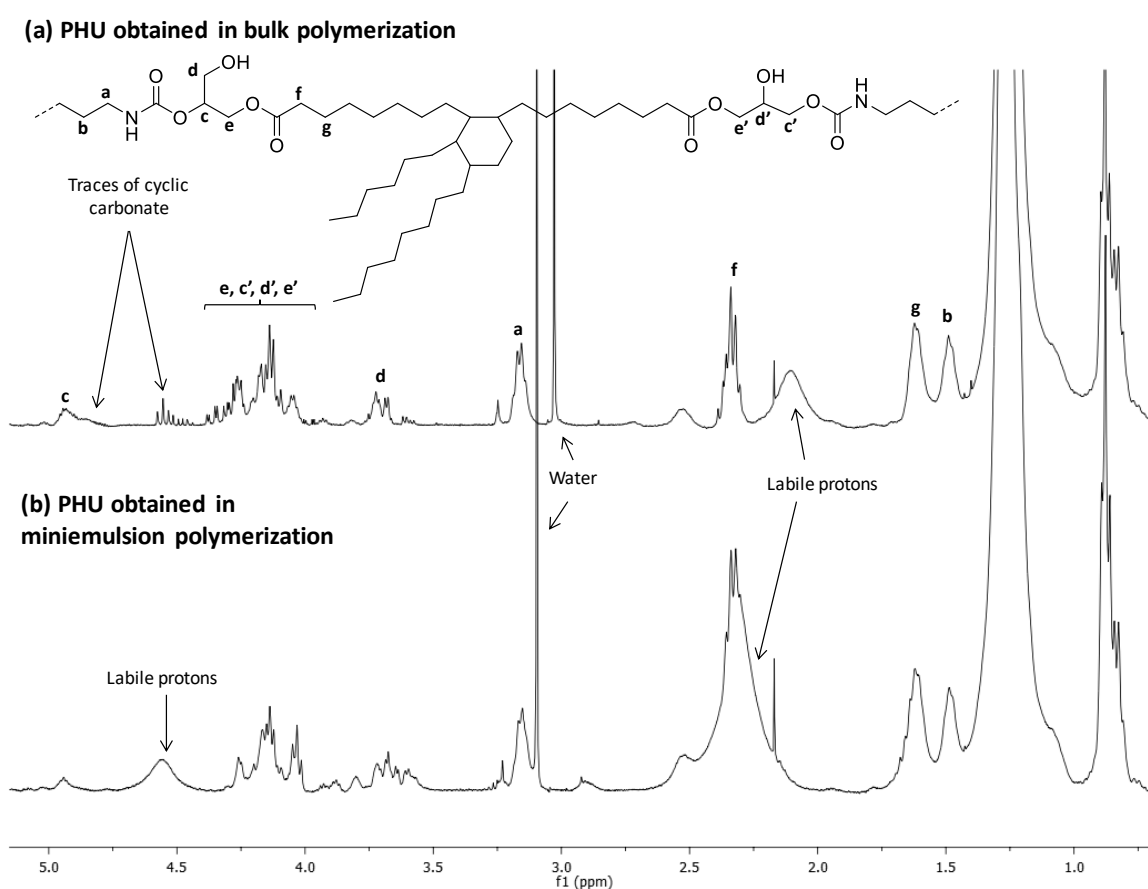 (a) PHU obtained in bulk polymerization
OH
d
a
O
f
OH
O
O
O
N
H
O
c
e
O
O
e'
d'
c'
O
N
H
b
g
O
O
Traces of cyclic
carbonate
e, c', d', e'
f
a
g
b
d
c
Water
Labile protons
(b) PHU obtained in
miniemulsion polymerization
Labile protons
5.0 4.5 4.0 3.5 3.0 2.5 2.0 1.5 1.0
f1 (ppm)